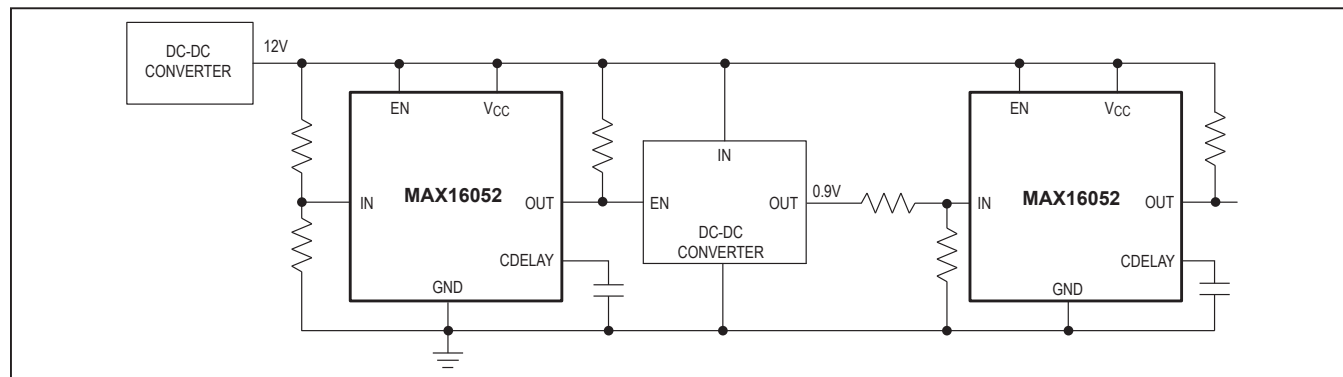 DC-DC
CONVERTER
12V
EN
VCC
MAX16052
IN
OUT
CDELAY
GND
IN
EN
OUT
DC-DC
CONVERTER
0.9V
EN
VCC
MAX16052
IN
OUT
CDELAY
GND